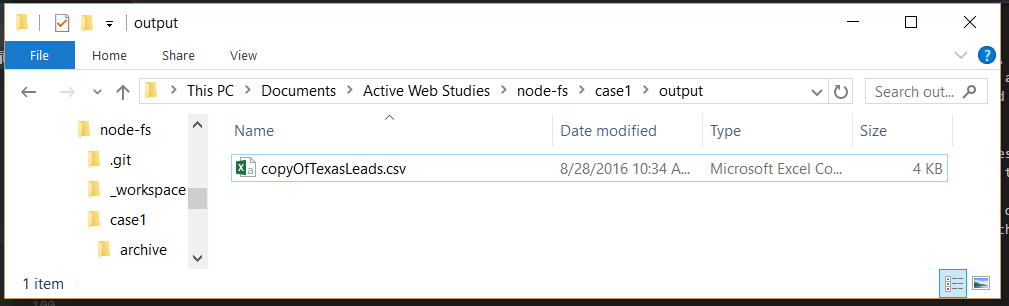 output
File Home Case Study View
This PC Documents Active Web Studies node-fs case1 output Search out...
Name Date modified Type Size
copyOfTexasLeads.csv 8/28/2016 10:34 A... Microsoft Excel Co... 4 KB
node-fs
.git
_workspace
case1
archive
1 item